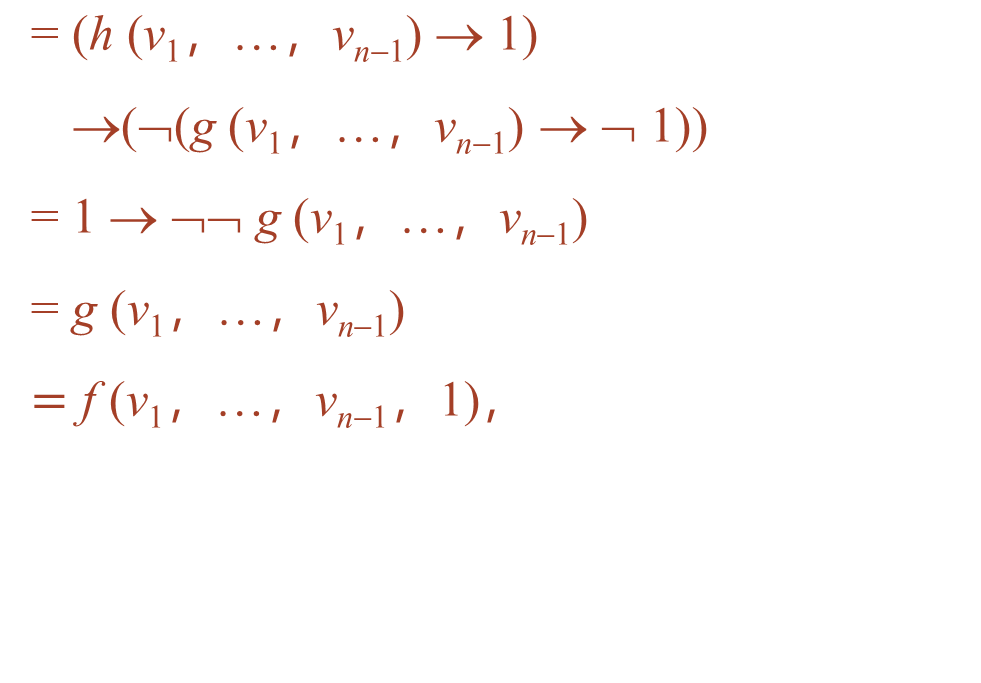 = (h (v₁, …, vₙ₋₁) → 1)
→(¬(g (v₁, …, vₙ₋₁) → ¬ 1))
= 1 → ¬¬ g (v₁, …, vₙ₋₁)
= g (v₁, …, vₙ₋₁)
= f (v₁, …, vₙ₋₁, 1),